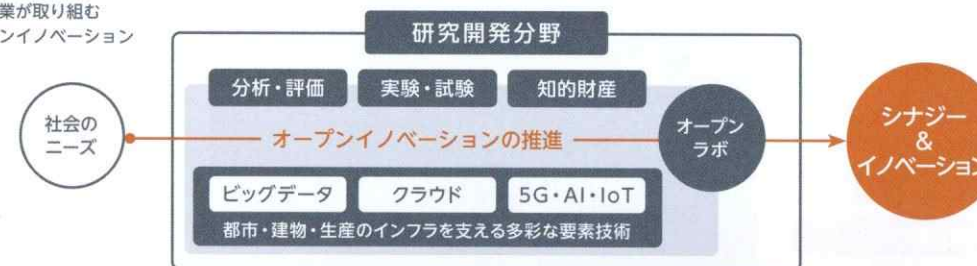 業が取り組む
ンイノベーション
研究開発分野
分析・評価
実験・試験
知的財産
社会の
ニーズ
オープンイノベーションの推進
オープン
ラボ
シナジー
&
イノベーション
ビッグデータ
クラウド
5G・AI・IoT
都市・建物・生産のインフラを支える多彩な要素技術